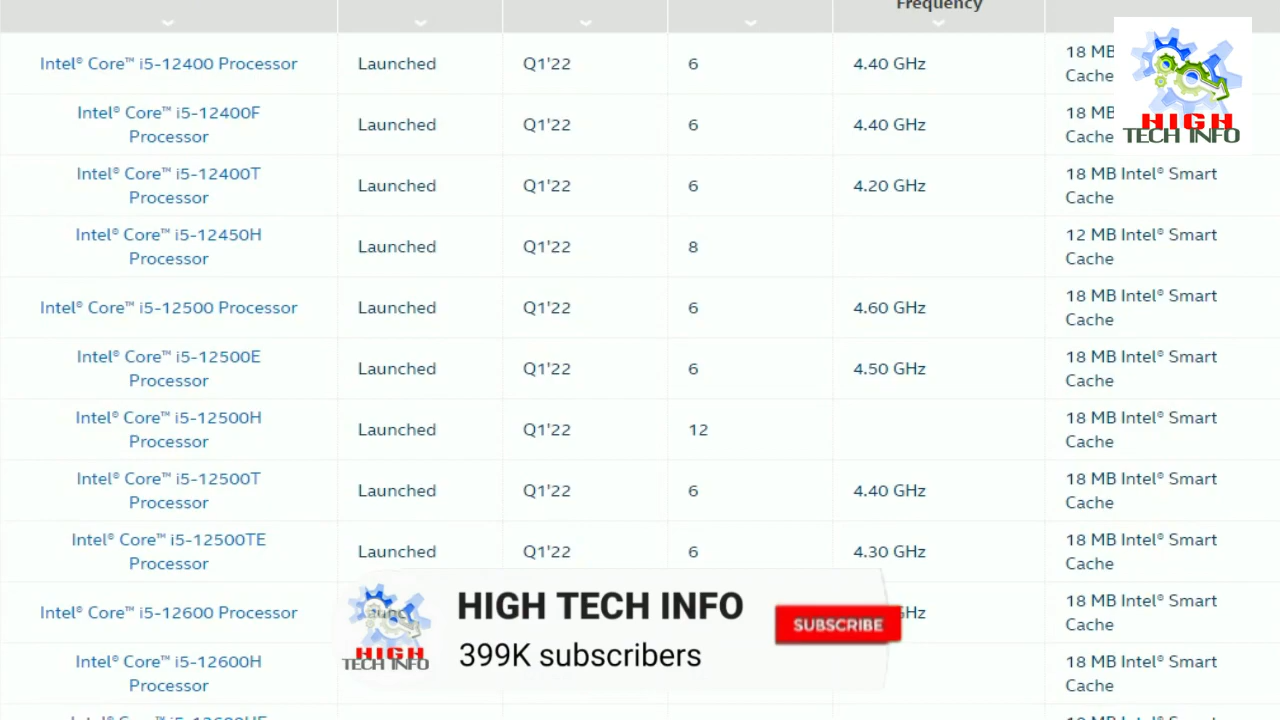 Frequency
Intel® Core™ i5-12400 Processor Launched Q1'22 6 4.40 GHz 18 MB
Cache
Intel® Core™ i5-12400F
Processor
Launched Q1'22 6 4.40 GHz 18 MB
Cache
HIGH
TECH INFO
Intel® Core™ i5-12400T
Processor
Launched Q1'22 6 4.20 GHz 18 MB Intel® Smart
Cache
Intel® Core™ i5-12450H
Processor
Launched Q1'22 8 12 MB Intel® Smart
Cache
Intel® Core™ i5-12500 Processor Launched Q1'22 6 4.60 GHz 18 MB Intel® Smart
Cache
Intel® Core™ i5-12500E
Processor
Launched Q1'22 6 4.50 GHz 18 MB Intel® Smart
Cache
Intel® Core™ i5-12500H
Processor
Launched Q1'22 12 18 MB Intel® Smart
Cache
Intel® Core™ i5-12500T
Processor
Launched Q1'22 6 4.40 GHz 18 MB Intel® Smart
Cache
Intel® Core™ i5-12500TE
Processor
Launched Q1'22 6 4.30 GHz 18 MB Intel® Smart
Cache
Intel® Core™ i5-12600 Processor 18 MB Intel® Smart
Cache
Intel® Core™ i5-12600H
Processor
18 MB Intel® Smart
Cache
HIGH
TECH INFO
HIGH TECH INFO
399K subscribers
SUBSCRIBE